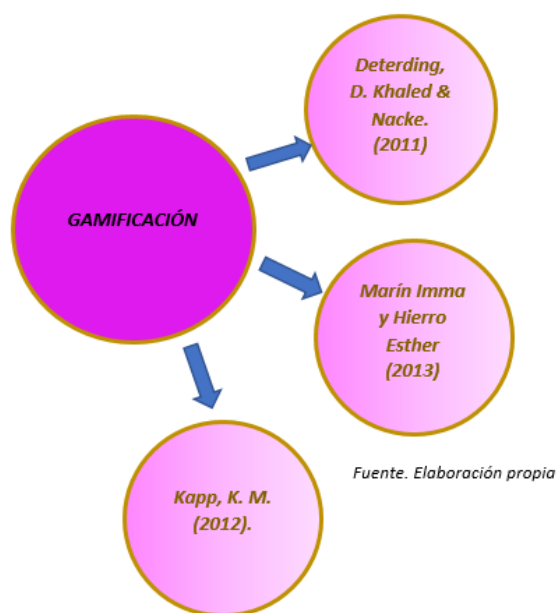 Deterding,
D. Khaled &
Nacke.
(2011)
GAMIFICACIÓN
Marín Imma
y Hierro
Esther
(2013)
Fuente. Elaboración propia
Kapp, K. M.
(2012).